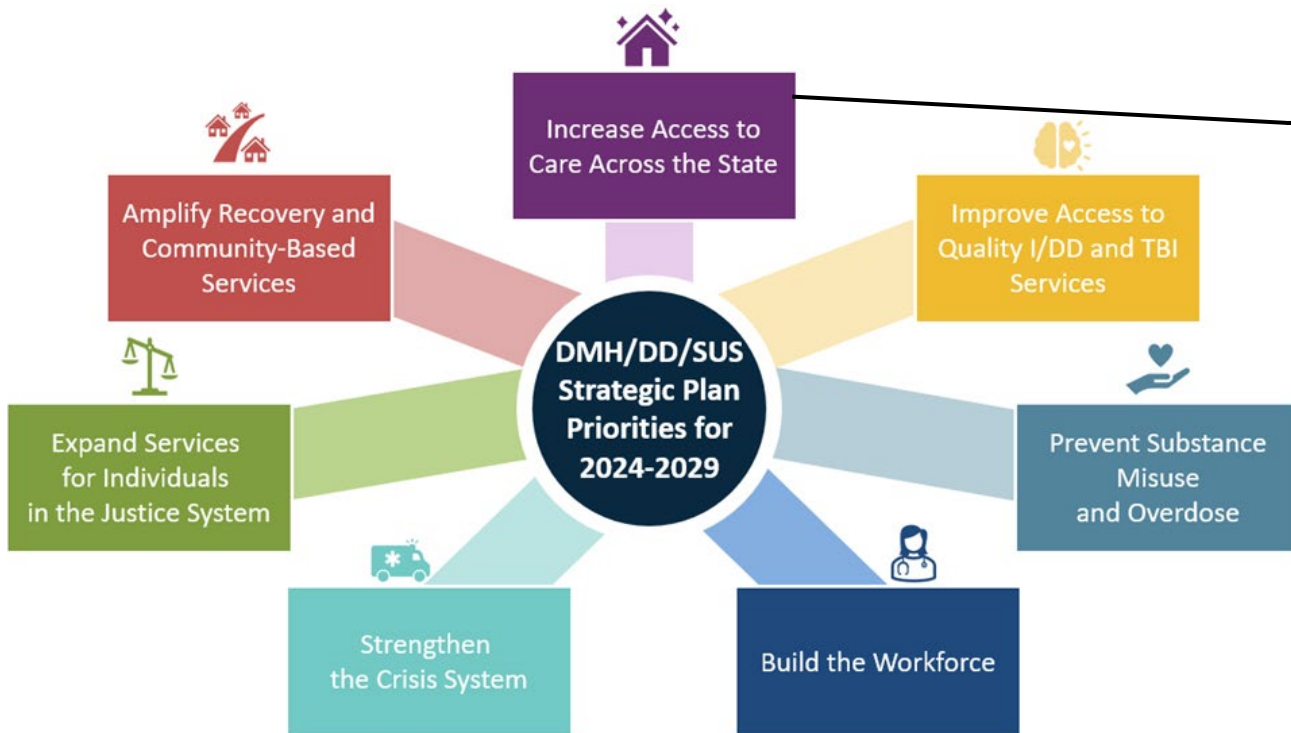 Increase Access to
Care Across the State
Amplify Recovery and
Community-Based
Services
Improve Access to
Quality I/DD and TBI
Services
DMH/DD/SUS
Strategic Plan
Priorities for
2024-2029
Expand Services
for Individuals
in the Justice System
Prevent Substance
Misuse
and Overdose
Strengthen
the Crisis System
Build the Workforce